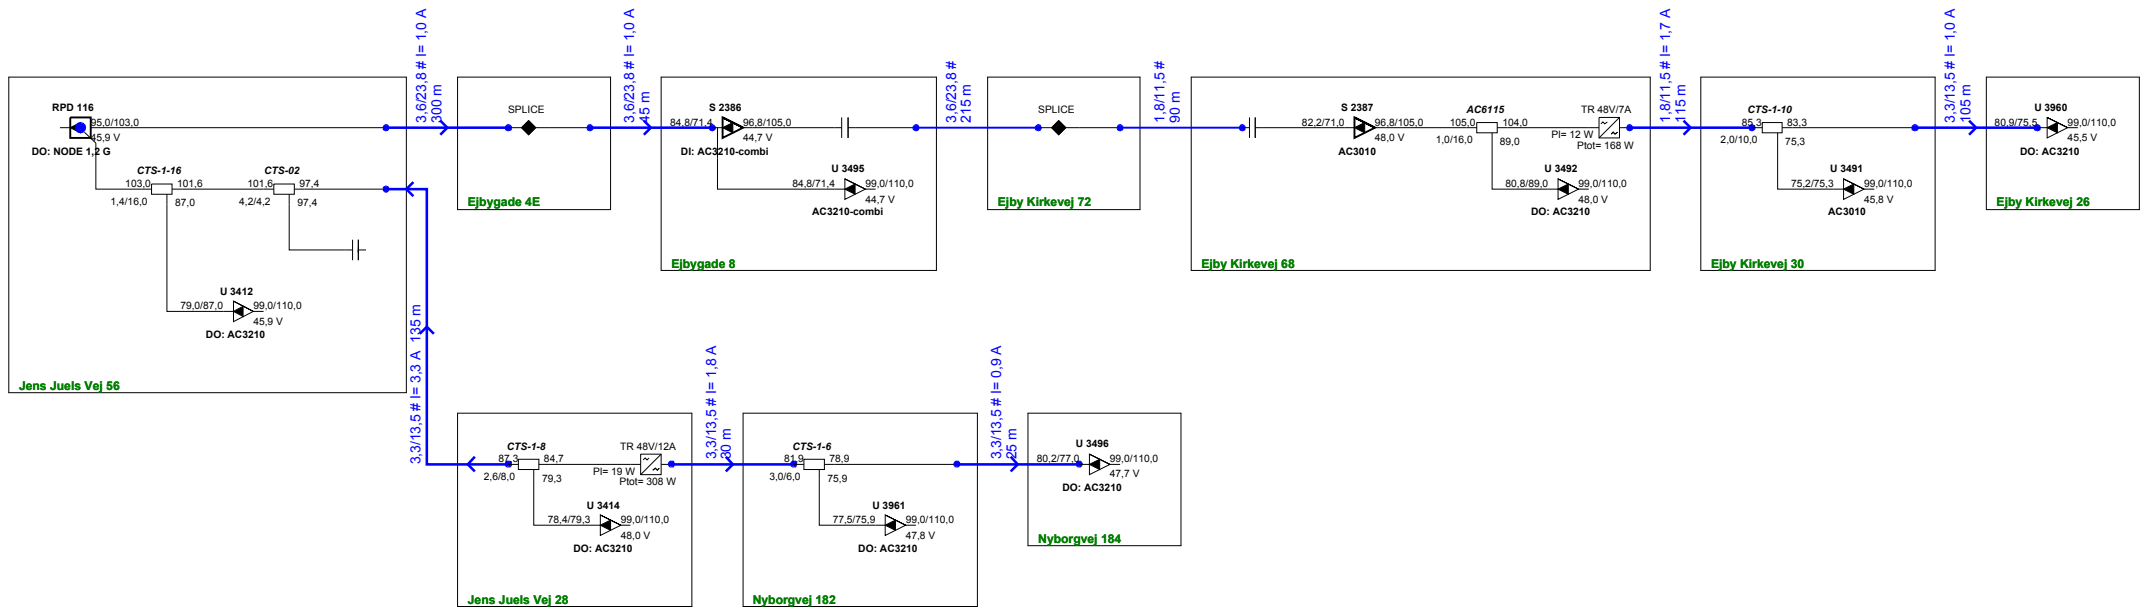 3,6/23,8 # I= 1,0 A
300 m
3,6/23,8 # I= 1,0 A
45 m
3,6/23,8 #
215 m
1,8/11,5 #
90 m
1,8/11,5 # I= 1,7 A
115 m
3,3/13,5 # I= 1,0 A
105 m
RPD 116
95,0/103,0
45,9 V
DO: NODE 1,2 G
CTS-1-16
103,0
101,6
1,4/16,0
87,0
CTS-02
101,6
97,4
4,2/4,2
97,4
U 3412
79,0/87,0
99,0/110,0
45,9 V
DO: AC3210
Jens Juels Vej 56
SPLICE
Ejbygade 4E
S 2386
84,8/71,4
96,8/105,0
44,7 V
DI: AC3210-combi
U 3495
84,8/71,4
99,0/110,0
44,7 V
AC3210-combi
Ejbygade 8
SPLICE
Ejby Kirkevej 72
S 2387
82,2/71,0
96,8/105,0
48,0 V
AC3010
AC6115
105,0
104,0
1,0/16,0
89,0
TR 48V/7A
PI= 12 W
Ptot= 168 W
U 3492
80,8/89,0
99,0/110,0
48,0 V
DO: AC3210
Ejby Kirkevej 68
CTS-1-10
85,3
83,3
2,0/10,0
75,3
U 3491
75,2/75,3
99,0/110,0
45,8 V
AC3010
Ejby Kirkevej 30
U 3960
80,9/75,5
99,0/110,0
45,5 V
DO: AC3210
Ejby Kirkevej 26
3,3/13,5 # I= 3,3 A 135 m
3,3/13,5 # I= 1,8 A
30 m
3,3/13,5 # I= 0,9 A
25 m
CTS-1-8
87,3
84,7
2,6/8,0
79,3
TR 48V/12A
PI= 19 W
Ptot= 308 W
U 3414
78,4/79,3
99,0/110,0
48,0 V
DO: AC3210
Jens Juels Vej 28
CTS-1-6
81,9
78,9
3,0/6,0
75,9
U 3961
77,5/75,9
99,0/110,0
47,8 V
DO: AC3210
Nyborgvej 182
U 3496
80,2/77,0
99,0/110,0
47,7 V
DO: AC3210
Nyborgvej 184